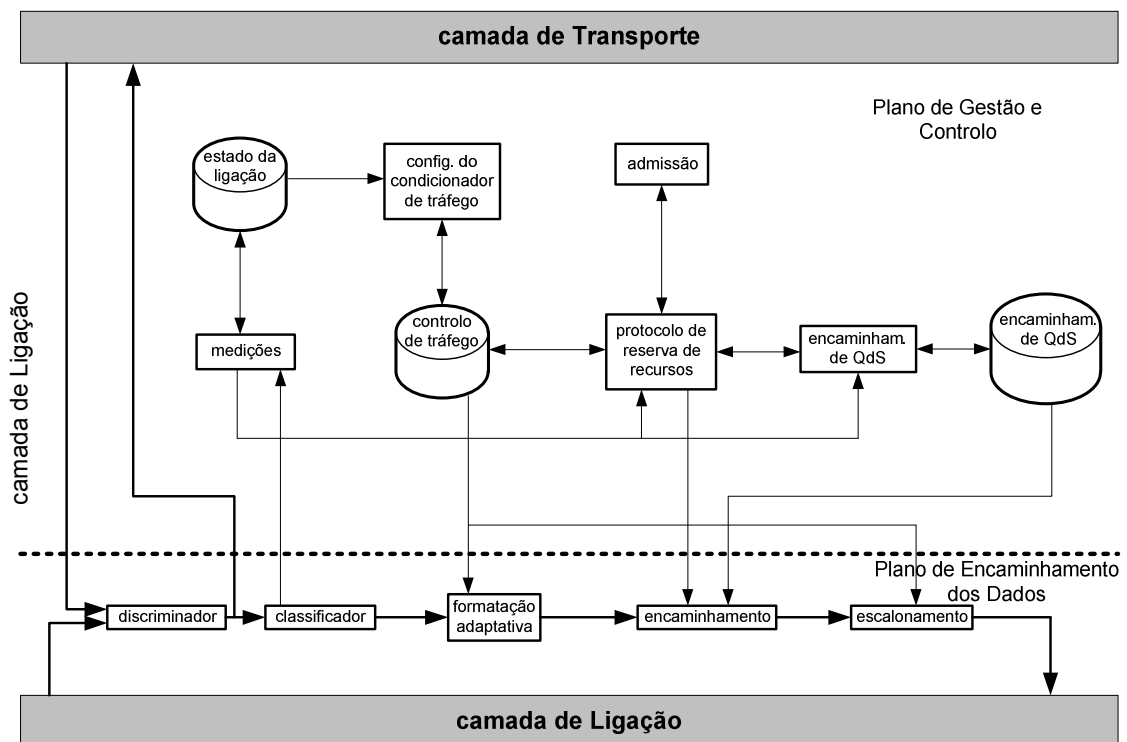 camada de Transporte
Plano de Gestão e
Controlo
estado da
ligação
config. do
condicionador
de tráfego
admissão
camada de Ligação
medições
controlo
de tráfego
protocolo de
reserva de
recursos
encaminham.
de QdS
encaminham.
de QdS
Plano de Encaminhamento
dos Dados
discriminador
classificador
formatação
adaptativa
encaminhamento
escalonamento
camada de Ligação